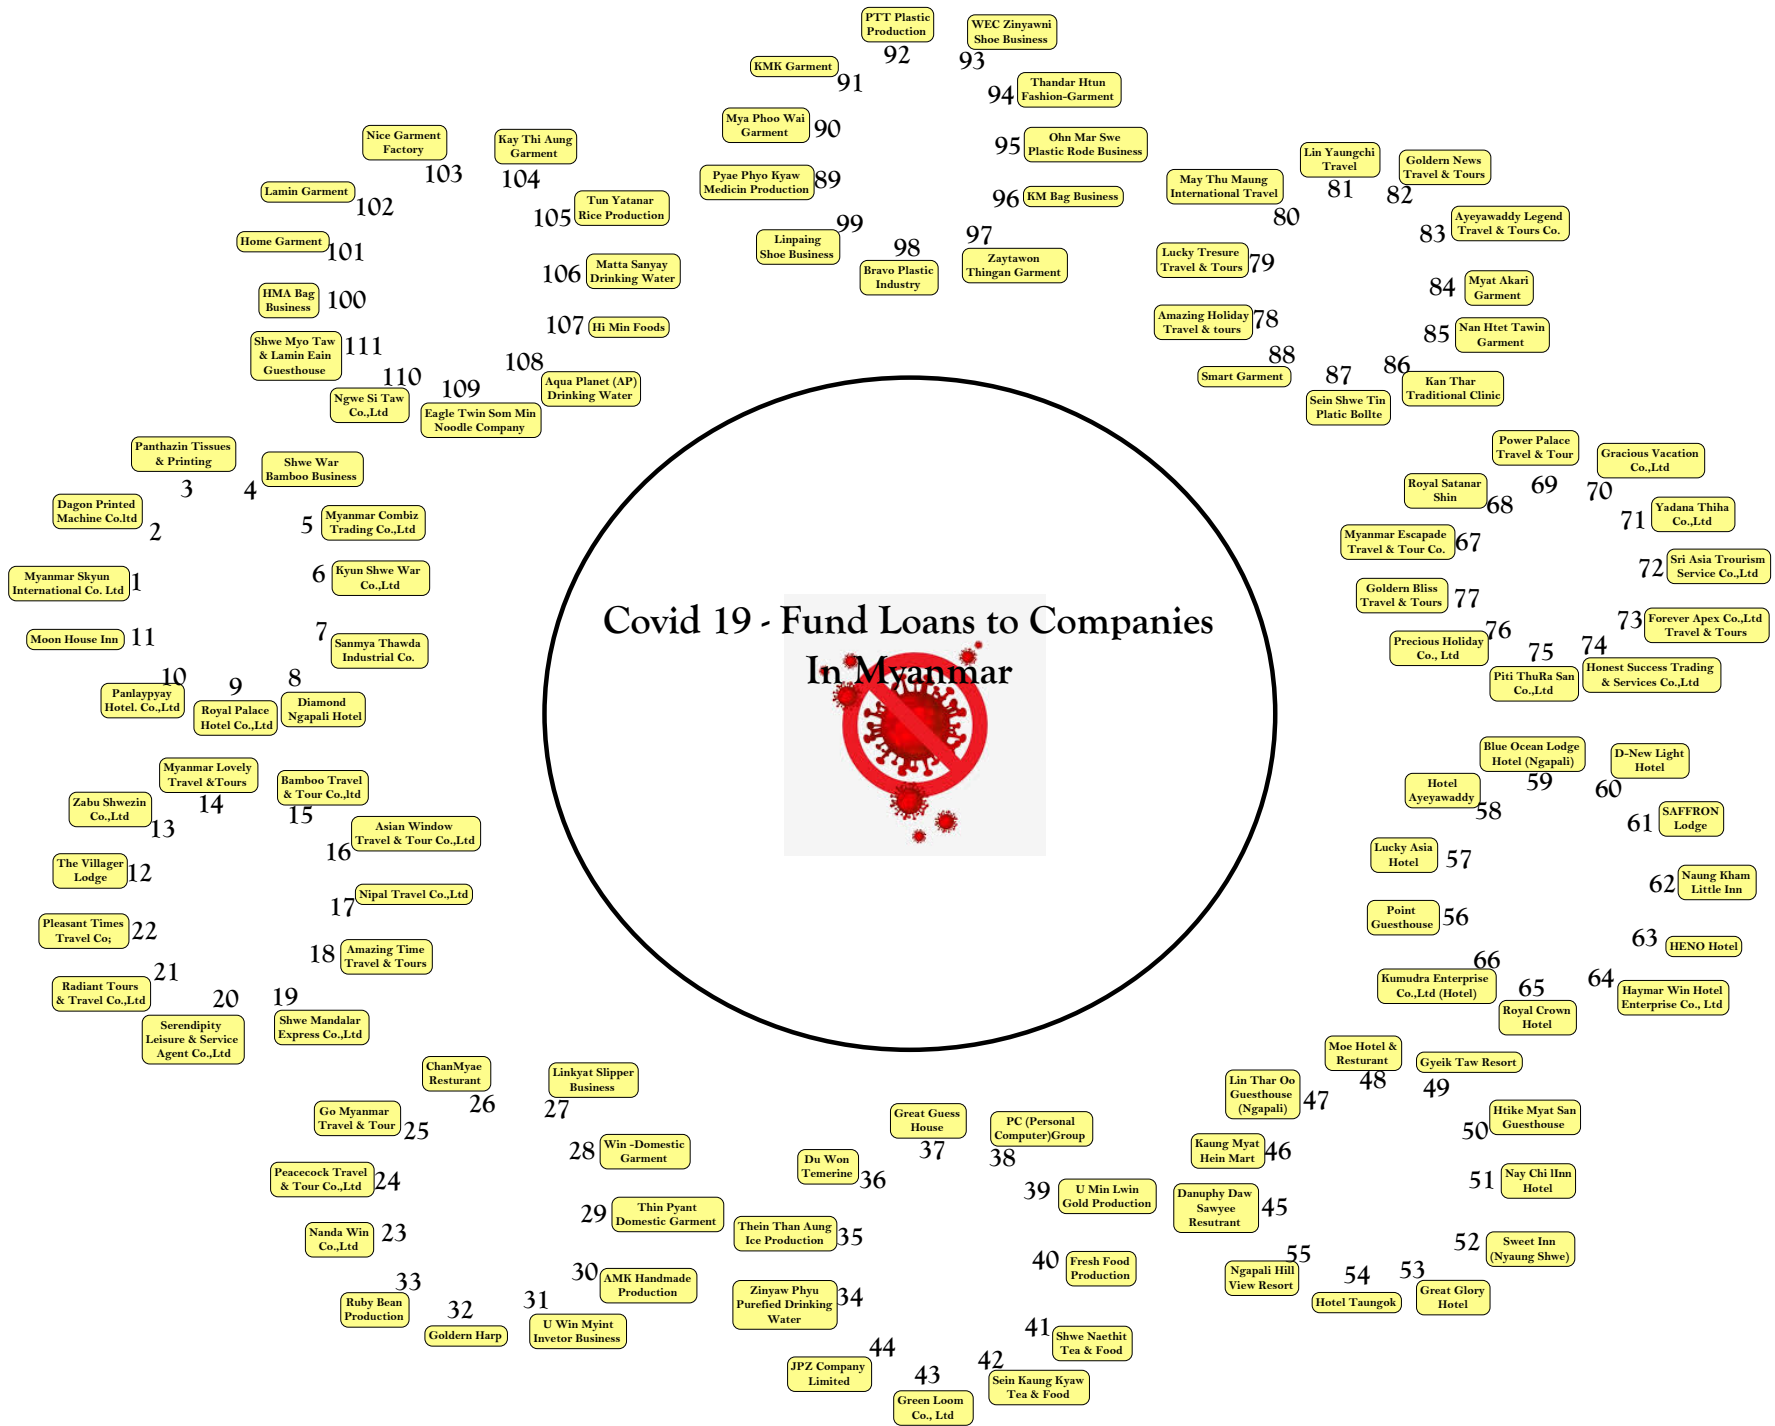 Covid 19 - Fund Loans to Companies
In Myanmar
Myanmar Skyun
International Co. Ltd
1
Dagon Printed
Machine Co.ltd
2
Panthazin Tissues
& Printing
3
Shwe War
Bamboo Business
4
Myanmar Combiz
Trading Co.,Ltd
5
Kyun Shwe War
Co.,Ltd
6
Sanmya Thawda
Industrial Co.
7
Diamond
Ngapali Hotel
8
Royal Palace
Hotel Co.,Ltd
9
Panlaypyay
Hotel. Co.,Ltd
10
Moon House Inn
11
The Villager
Lodge
12
Zabu Shwezin
Co.,Ltd
13
Myanmar Lovely
Travel &Tours
14
Bamboo Travel
& Tour Co.,ltd
15
Asian Window
Travel & Tour Co.,Ltd
16
Nipal Travel Co.,Ltd
17
Amazing Time
Travel & Tours
18
Shwe Mandalar
Express Co.,Ltd
19
Serendipity
Leisure & Service
Agent Co.,Ltd
20
Radiant Tours
& Travel Co.,Ltd
21
Pleasant Times
Travel Co;
22
Nanda Win
Co.,Ltd
23
Peacecock Travel
& Tour Co.,Ltd
24
Go Myanmar
Travel & Tour
25
ChanMyae
Resturant
26
Linkyat Slipper
Business
27
Win -Domestic
Garment
28
Thin Pyant
Domestic Garment
29
AMK Handmade
Production
30
U Win Myint
Invetor Business
31
Goldern Harp
32
Ruby Bean
Production
33
Zinyaw Phyu
Purefied Drinking
Water
34
Thein Than Aung
Ice Production
35
Du Won
Temerine
36
Great Guess
House
37
PC (Personal
Computer)Group
38
U Min Lwin
Gold Production
39
Fresh Food
Production
40
Shwe Naethit
Tea & Food
41
Sein Kaung Kyaw
Tea & Food
42
Green Loom
Co., Ltd
43
JPZ Company
Limited
44
Danuphy Daw
Sawyee
Resutrant
45
Kaung Myat
Hein Mart
46
Lin Thar Oo
Guesthouse
(Ngapali)
47
Moe Hotel &
Resturant
48
Gyeik Taw Resort
49
Htike Myat San
Guesthouse
50
Nay Chi lInn
Hotel
51
Sweet Inn
(Nyaung Shwe)
52
Great Glory
Hotel
53
Hotel Taungok
54
Ngapali Hill
View Resort
55
Point
Guesthouse
56
Lucky Asia
Hotel
57
Hotel
Ayeyawaddy
58
Blue Ocean Lodge
Hotel (Ngapali)
59
D-New Light
Hotel
60
SAFFRON
Lodge
61
Naung Kham
Little Inn
62
HENO Hotel
63
Haymar Win Hotel
Enterprise Co., Ltd
64
Royal Crown
Hotel
65
Kumudra Enterprise
Co.,Ltd (Hotel)
66
Myanmar Escapade
Travel & Tour Co.
67
Royal Satanar
Shin
68
Power Palace
Travel & Tour
69
Gracious Vacation
Co.,Ltd
70
Yadana Thiha
Co.,Ltd
71
Sri Asia Trourism
Service Co.,Ltd
72
Forever Apex Co.,Ltd
Travel & Tours
73
Honest Success Trading
& Services Co.,Ltd
74
Piti ThuRa San
Co.,Ltd
75
Precious Holiday
Co., Ltd
76
Goldern Bliss
Travel & Tours
77
Amazing Holiday
Travel & tours
78
Lucky Tresure
Travel & Tours
79
May Thu Maung
International Travel
80
Lin Yaungchi
Travel
81
Goldern News
Travel & Tours
82
Ayeyawaddy Legend
Travel & Tours Co.
83
Myat Akari
Garment
84
Nan Htet Tawin
Garment
85
Kan Thar
Traditional Clinic
86
Sein Shwe Tin
Platic Bollte
87
Smart Garment
88
Pyae Phyo Kyaw
Medicin Production
89
Mya Phoo Wai
Garment
90
KMK Garment
91
PTT Plastic
Production
92
WEC Zinyawni
Shoe Business
93
Thandar Htun
Fashion-Garment
94
Ohn Mar Swe
Plastic Rode Business
95
KM Bag Business
96
Zaytawon
Thingan Garment
97
Bravo Plastic
Industry
98
Linpaing
Shoe Business
99
HMA Bag
Business
100
Home Garment
101
Lamin Garment
102
Nice Garment
Factory
103
Kay Thi Aung
Garment
104
Tun Yatanar
Rice Production
105
Matta Sanyay
Drinking Water
106
Hi Min Foods
107
Aqua Planet (AP)
Drinking Water
108
Eagle Twin Som Min
Noodle Company
109
Ngwe Si Taw
Co.,Ltd
110
Shwe Myo Taw
& Lamin Eain
Guesthouse
111